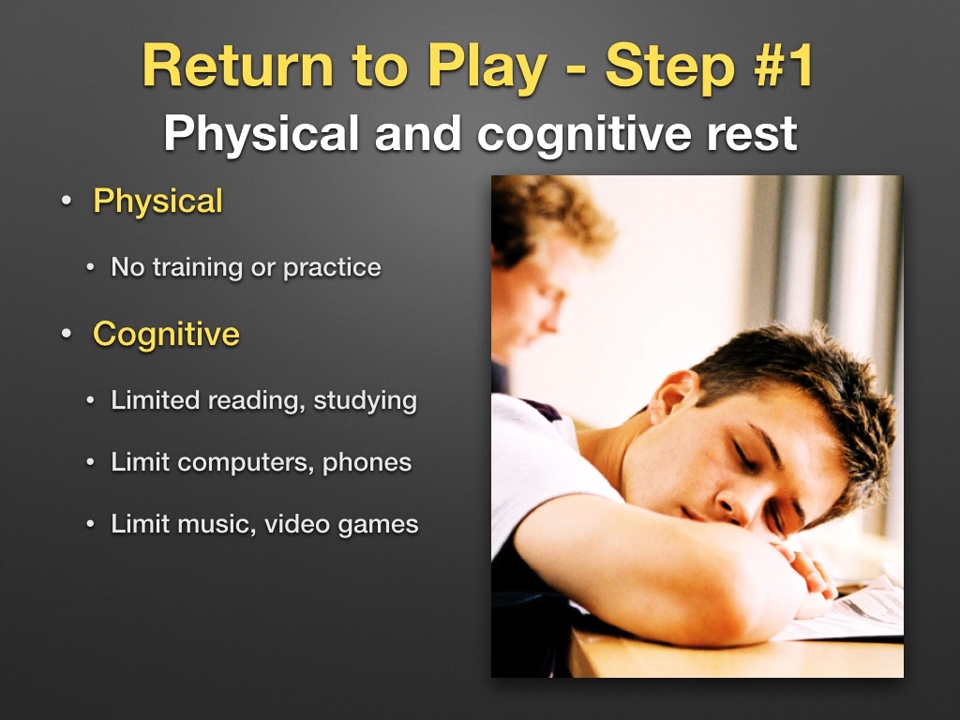 Return to Play - Step #1
Physical and cognitive rest
• Physical
• No training or practice
• Cognitive
• Limited reading, studying
• Limit computers, phones
• Limit music, video games